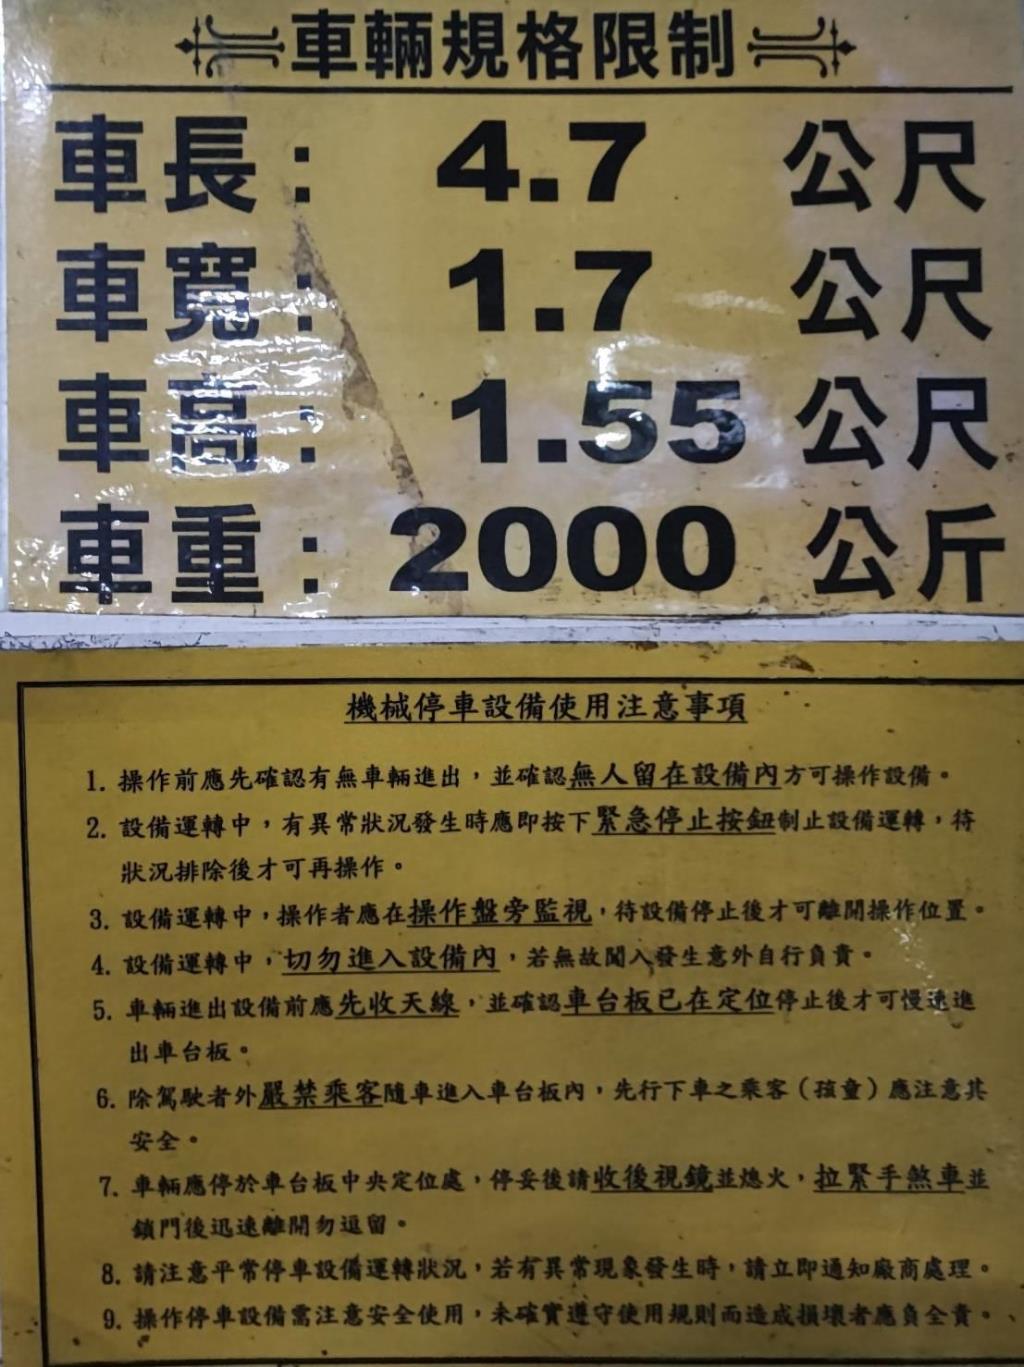 車輛規格限制
車長: 4.7 公尺
車寬: 1.7 公尺
車高: 1.55 公尺
車重: 2000 公斤
機械停車設備使用注意事項
1. 操作前應先確認有無車輛進出,並確認無人留在設備內方可操作設備。
2. 設備運轉中,有異常狀況發生時應即按下緊急停止按鈕制止設備運轉,待
狀況排除後才可再操作。
3. 設備運轉中,操作者應在操作盤旁監視,待設備停止後才可離開操作位置。
4. 設備運轉中,切勿進入設備內,若無故闖入發生意外自行負責。
5. 車輛進出設備前應先收天線,並確認車台板已在定位停止後才可慢速進
出車台板。
6. 除駕駛者外嚴禁乘客隨車進入車台板內,先行下車之乘客(孩童)應注意其
安全。
7. 車輛應停於車台板中央定位處,停妥後請收後視鏡並熄火,拉緊手煞車並
鎖門後迅速離開勿逗留。
8. 請注意平常停車設備運轉狀況,若有異常現象發生時,請立即通知廠商處理。
9. 操作停車設備需注意安全使用,未確實遵守使用規則而造成損壞者應負全責。